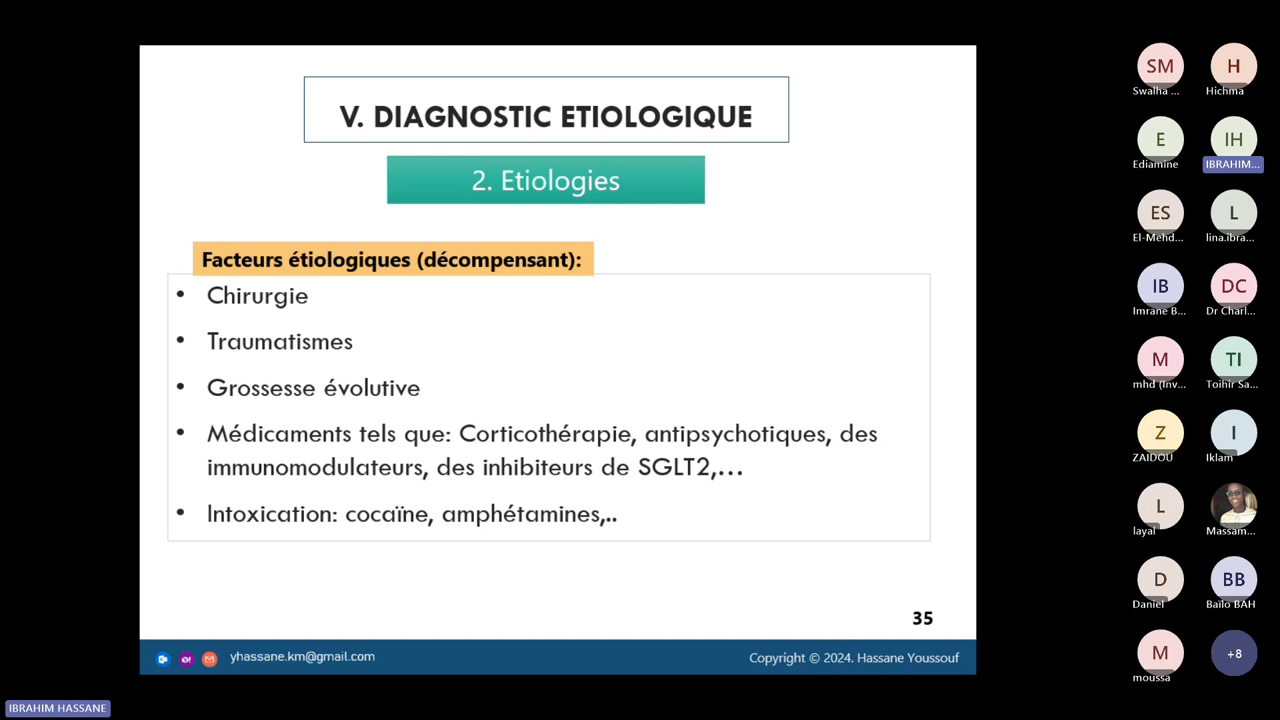 V. DIAGNOSTIC ETIOLOGIQUE
2. Etiologies
Facteurs étiologiques (décompensant):
• Chirurgie
• Traumatismes
• Grossesse évolutive
• Médicaments tels que: Corticothérapie, antipsychotiques, des
immunomodulateurs, des inhibiteurs de SGLT2,...
• Intoxication: cocaïne, amphétamines,..
35
yhassane.km@gmail.com
Copyright © 2024. Hassane Youssouf
IBRAHIM HASSANE
SM
Swalha ...
H
Hichma
E
Ediamine
IH
IBRAHIM...
ES
El-Mehd...
L
lina.ibra...
IB
Imrane B...
DC
Dr Charl...
M
mhd (Inv...
TI
Toihir Sa...
Z
ZAIDOU
I
Iklam
L
layal
Massam...
D
Daniel
BB
Baïlo BAH
M
moussa
+8